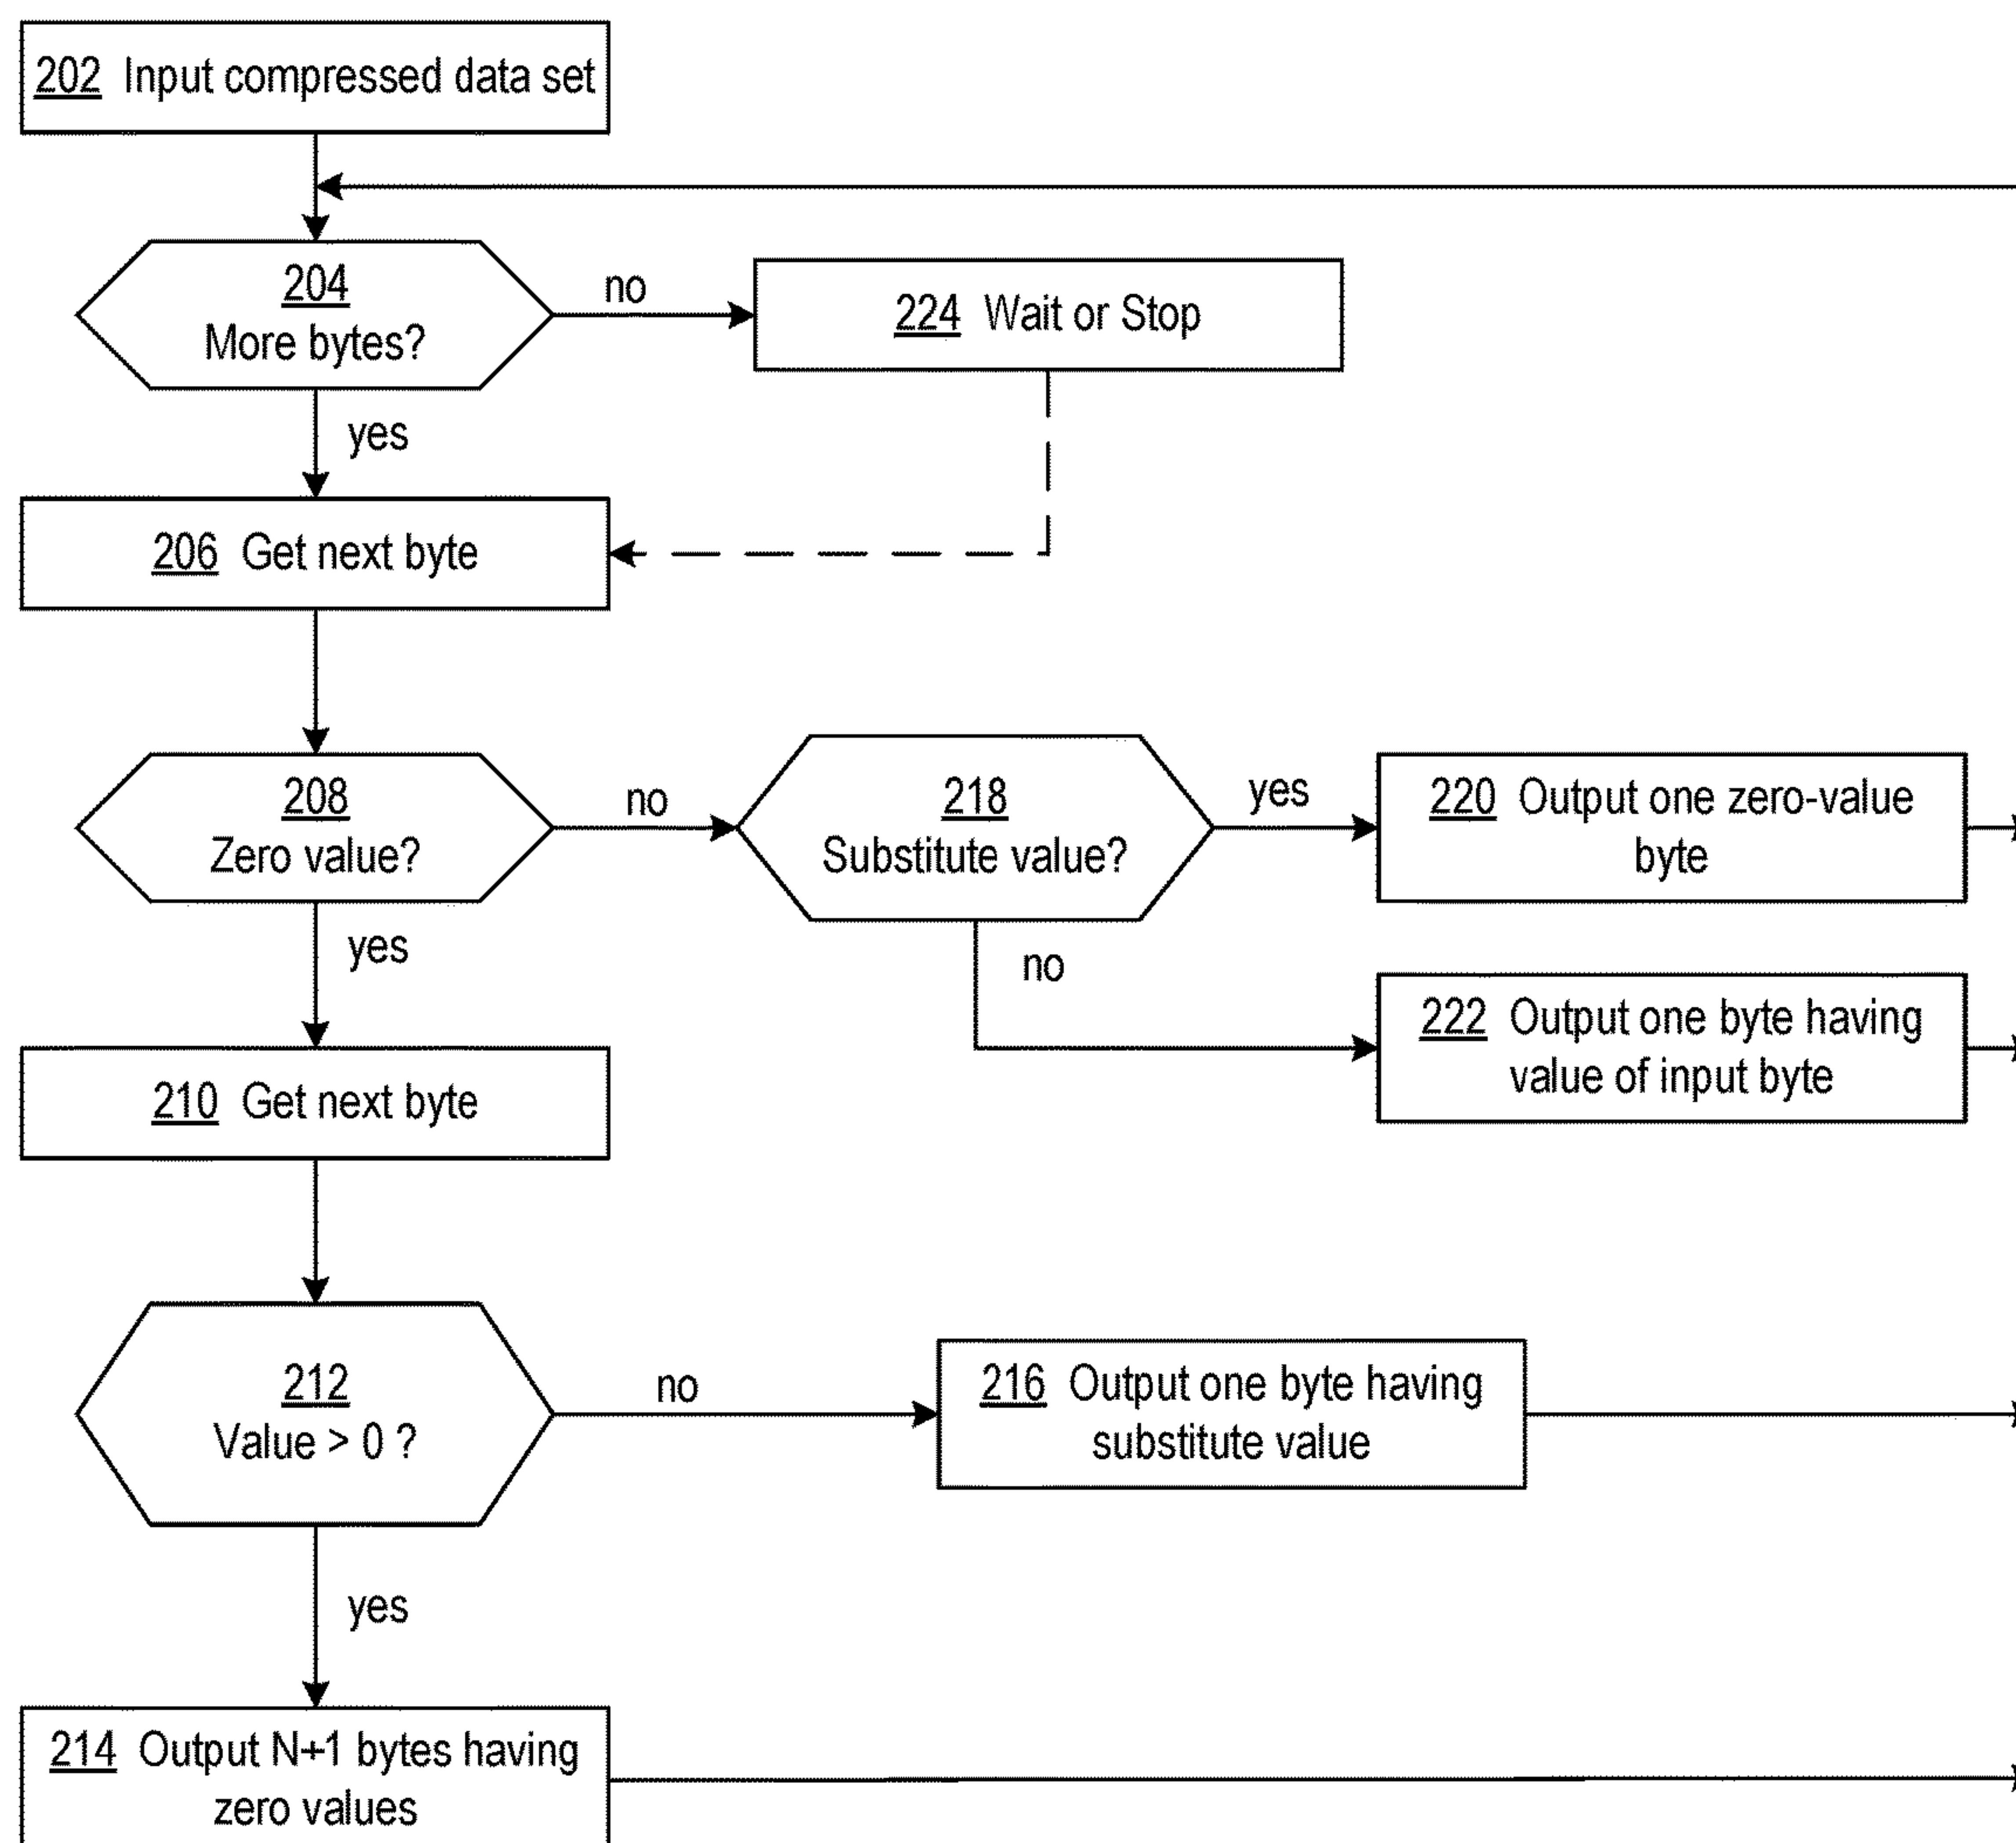 202 Input compressed data set
204
More bytes?
no
224 Wait or Stop
yes
206 Get next byte
208
Zero value?
no
218
Substitute value?
yes
220 Output one zero-value
byte
yes
no
222 Output one byte having
value of input byte
210 Get next byte
212
Value > 0 ?
no
216 Output one byte having
substitute value
yes
214 Output N+1 bytes having
zero values